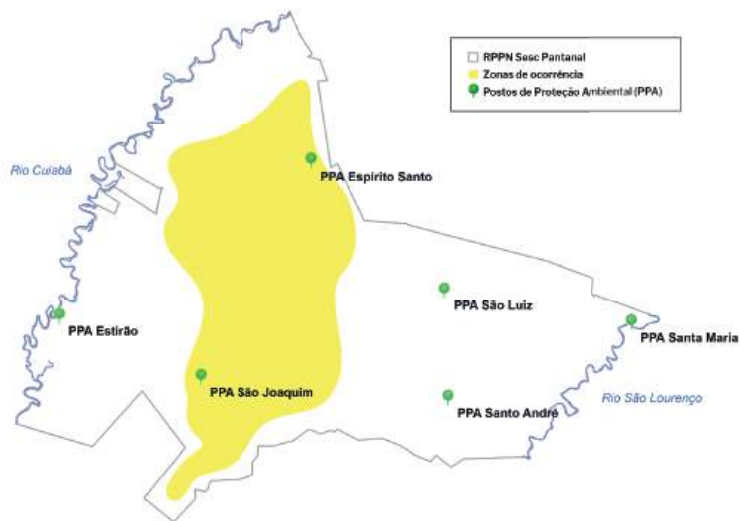 RPPN Sesc Pantanal
Zonas de ocorrência
Postos de Proteção Ambiental (PPA)
Rio Cuiabá
PPA Espírito Santo
PPA São Luiz
PPA Estirão
PPA Santa Maria
PPA São Joaquim
Rio São Lourenço
PPA Santo André